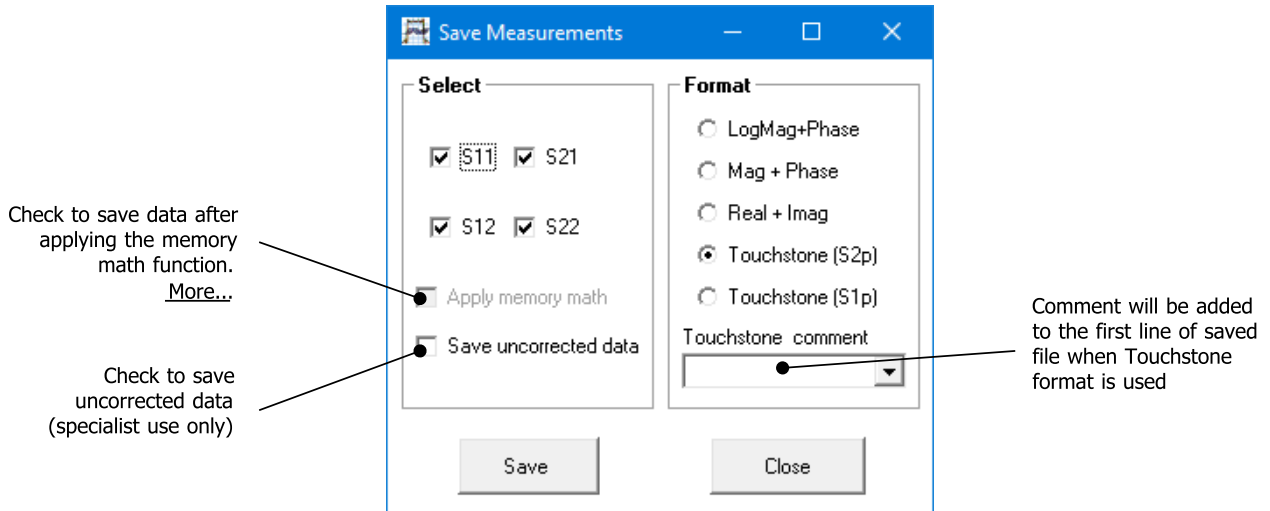 Save Measurements
Select
S11 S21
S12 S22
Apply memory math
Save uncorrected data
Format
LogMag+Phase
Mag + Phase
Real + Imag
Touchstone (S2p)
Touchstone (S1p)
Touchstone comment
Save
Close
Check to save data after
applying the memory
math function.
More...
Check to save
uncorrected data
(specialist use only)
Comment will be added
to the first line of saved
file when Touchstone
format is used